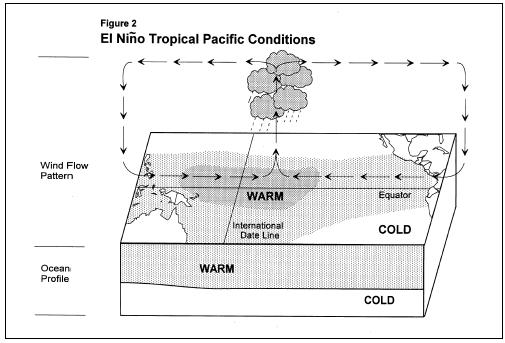 Figure 2
El Niño Tropical Pacific Conditions
Wind Flow
Pattern
WARM
Equator
International
Date Line
COLD
Ocean
Profile
WARM
COLD